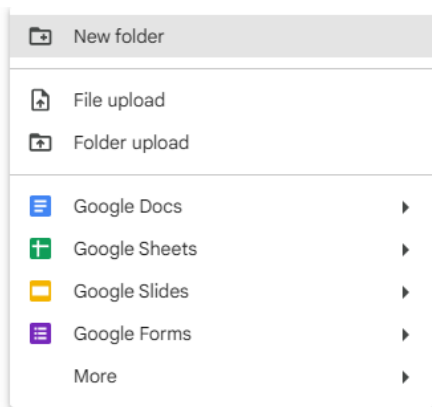 New folder
File upload
Folder upload
Google Docs
Google Sheets
Google Slides
Google Forms
More